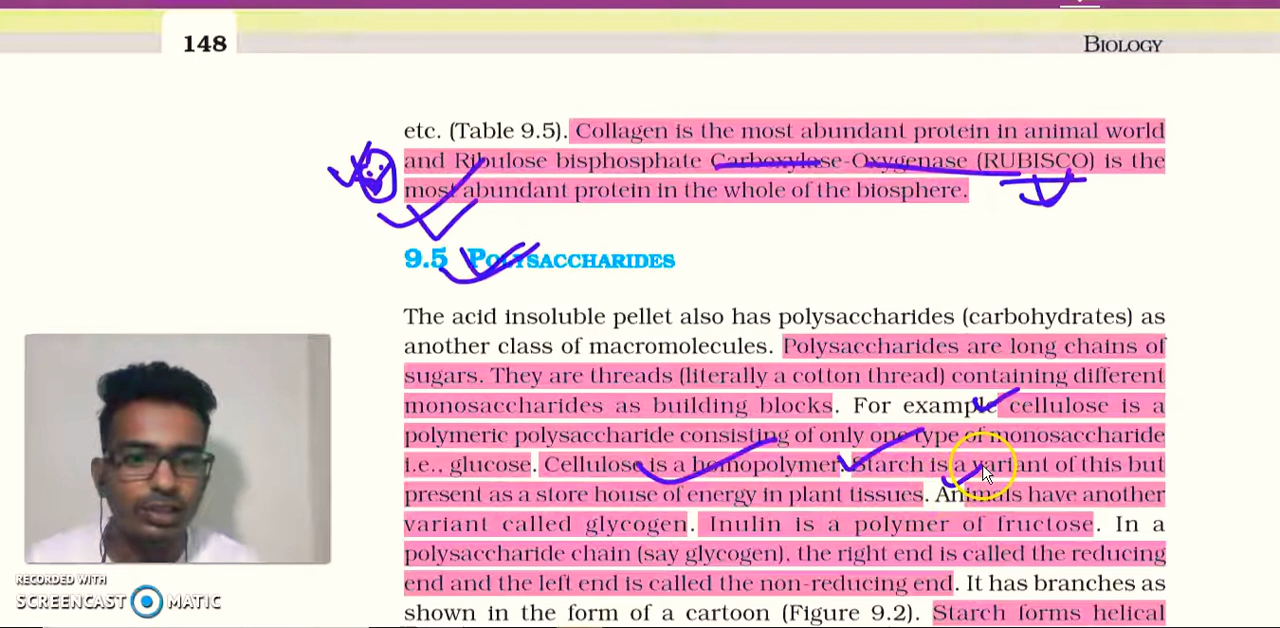 148
BIOLOGY
etc. (Table 9.5). Collagen is the most abundant protein in animal world
and Ribulose bisphosphate Carboxylase-Oxygenase (RUBISCO) is the
most abundant protein in the whole of the biosphere.
9.5 POLYSACCHARIDES
The acid insoluble pellet also has polysaccharides (carbohydrates) as
another class of macromolecules. Polysaccharides are long chains of
sugars. They are threads (literally a cotton thread) containing different
monosaccharides as building blocks. For example cellulose is a
polymeric polysaccharide consisting of only one type of monosaccharide
i.e., glucose. Cellulose is a homopolymer. Starch is a variant of this but
present as a store house of energy in plant tissues. Animals have another
variant called glycogen. Inulin is a polymer of fructose. In a
polysaccharide chain (say glycogen), the right end is called the reducing
end and the left end is called the non-reducing end. It has branches as
shown in the form of a cartoon (Figure 9.2). Starch forms helical
RECORDED WITH
SCREENCAST MATIC